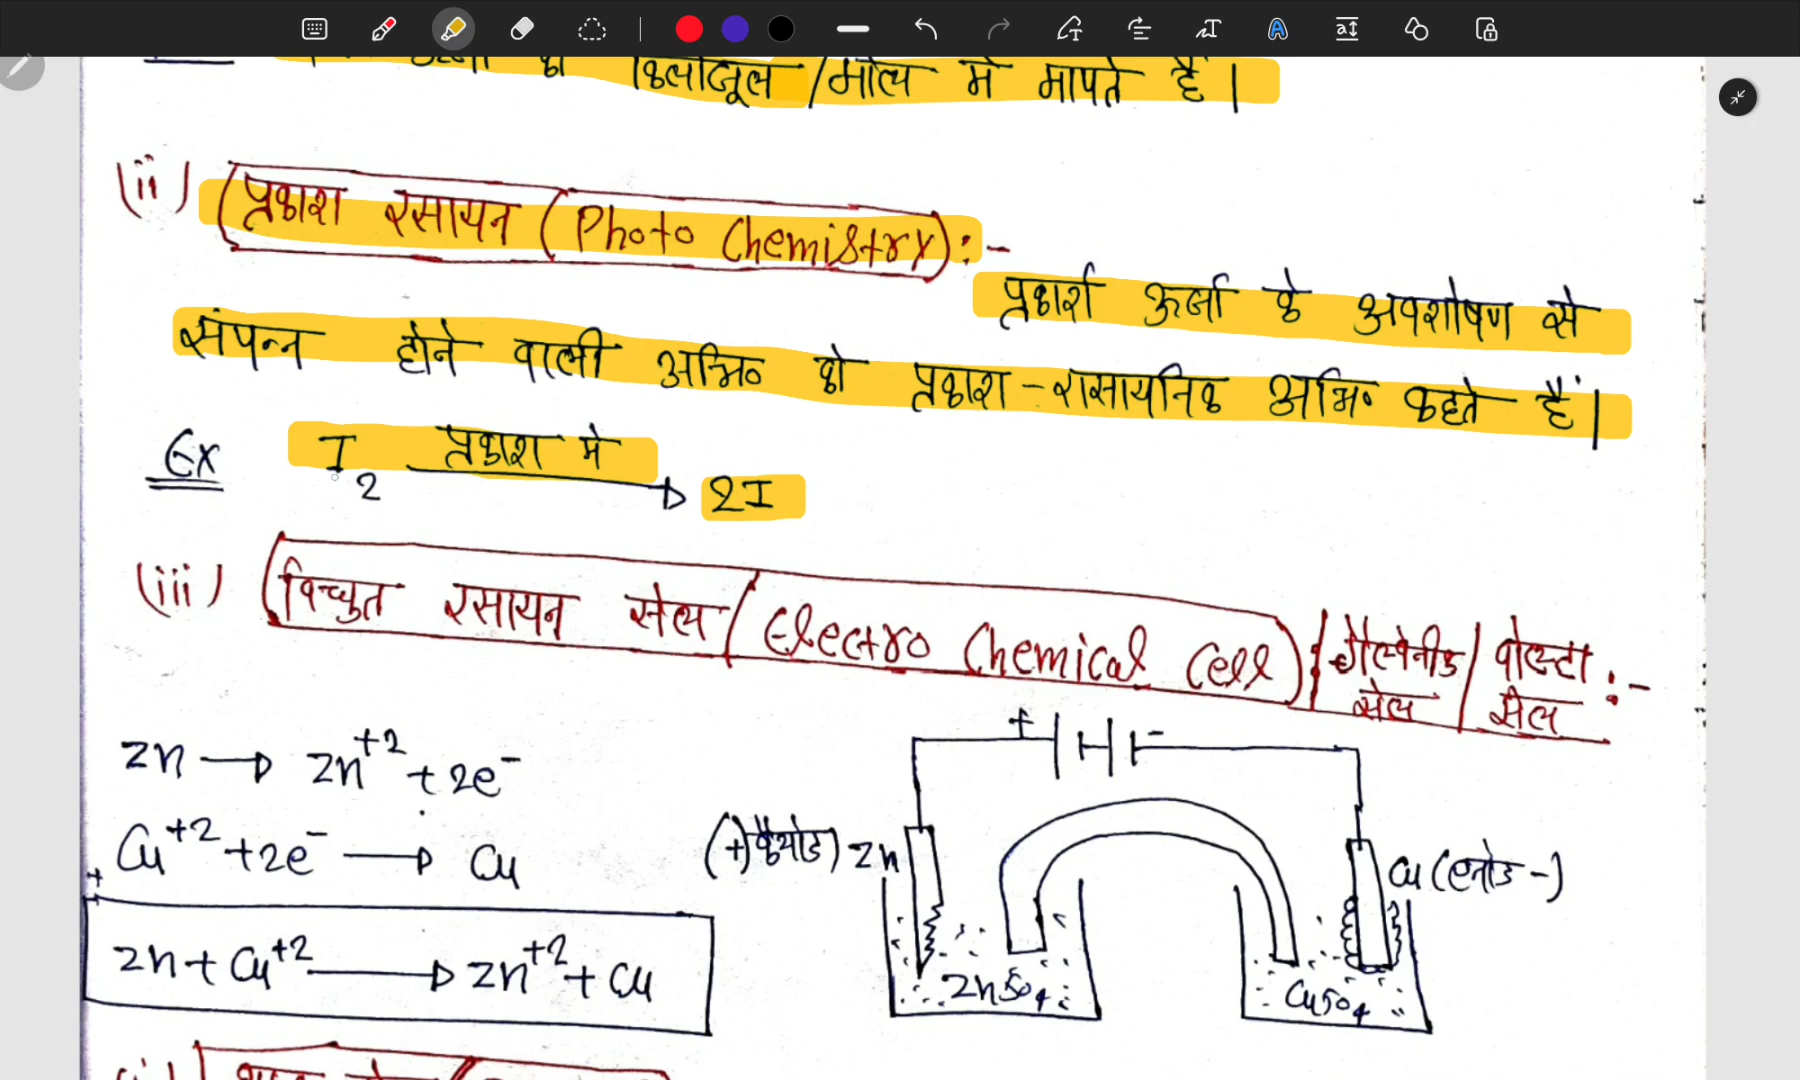 किलोजूल / मोल में मापते हैं।
(ii) प्रकाश रसायन (Photo Chemistry) :-
प्रकाश ऊर्जा के अवशोषण से
संपन्न होने वाली अभि॰ को प्रकाश-रासायनिक अभि॰ कहते हैं।
Ex I₂ प्रकाश में → 2I
(iii) विद्युत रसायन सेल / Electro Chemical Cell) / गैल्वेनीक सेल / वोल्टा सेल :-
Zn → Zn⁺² + 2e⁻
Cu⁺² + 2e⁻ → Cu
+
Zn + Cu⁺² → Zn⁺² + Cu
+ -
(+) कैथोड) Zn
Cu (एनोड -)
ZnSO₄
CuSO₄